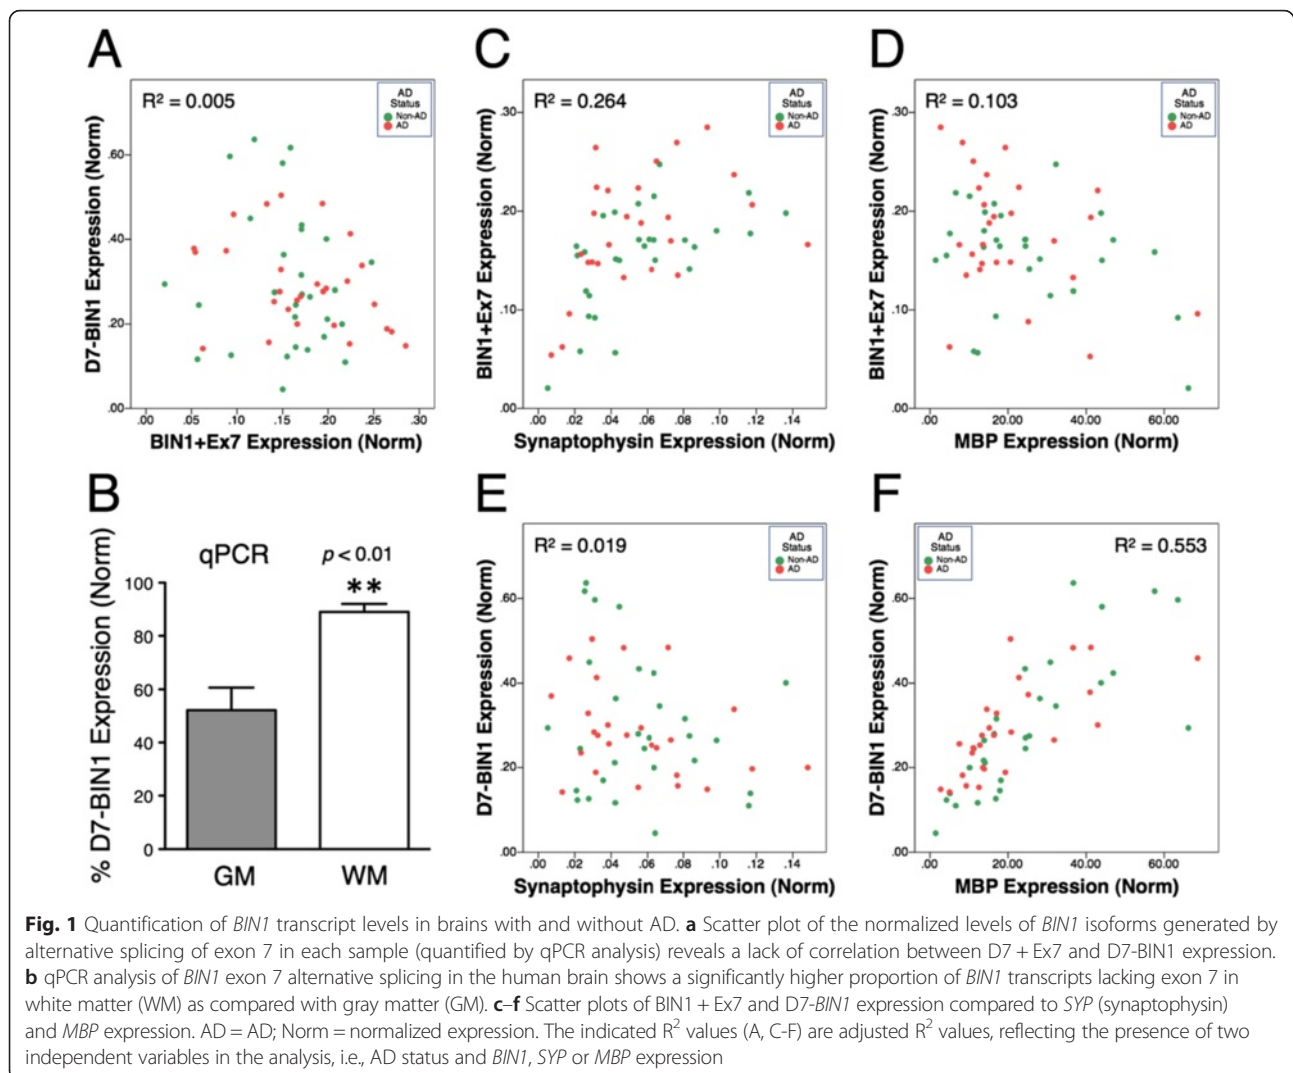 A
R² = 0.005
AD
Status
Non-AD
AD
D7-BIN1 Expression (Norm)
.60
.40
.20
.00
.00 .05 .10 .15 .20 .25 .30
BIN1+Ex7 Expression (Norm)
C
R² = 0.264
AD
Status
Non-AD
AD
BIN1+Ex7 Expression (Norm)
.30
.20
.10
.00
.00 .02 .04 .06 .08 .10 .12 .14
Synaptophysin Expression (Norm)
D
R² = 0.103
AD
Status
Non-AD
AD
BIN1+Ex7 Expression (Norm)
.30
.20
.10
.00
.00 20.00 40.00 60.00
MBP Expression (Norm)
B
qPCR
p < 0.01
**
% D7-BIN1 Expression (Norm)
100
80
60
40
20
0
GM WM
E
R² = 0.019
AD
Status
Non-AD
AD
D7-BIN1 Expression (Norm)
.60
.40
.20
.00
.00 .02 .04 .06 .08 .10 .12 .14
Synaptophysin Expression (Norm)
F
AD
Status
Non-AD
AD
R² = 0.553
D7-BIN1 Expression (Norm)
.60
.40
.20
.00
.00 20.00 40.00 60.00
MBP Expression (Norm)
Fig. 1 Quantification of BIN1 transcript levels in brains with and without AD. a Scatter plot of the normalized levels of BIN1 isoforms generated by
alternative splicing of exon 7 in each sample (quantified by qPCR analysis) reveals a lack of correlation between D7 + Ex7 and D7-BIN1 expression.
b qPCR analysis of BIN1 exon 7 alternative splicing in the human brain shows a significantly higher proportion of BIN1 transcripts lacking exon 7 in
white matter (WM) as compared with gray matter (GM). c–f Scatter plots of BIN1 + Ex7 and D7-BIN1 expression compared to SYP (synaptophysin)
and MBP expression. AD = AD; Norm = normalized expression. The indicated R² values (A, C-F) are adjusted R² values, reflecting the presence of two
independent variables in the analysis, i.e., AD status and BIN1, SYP or MBP expression